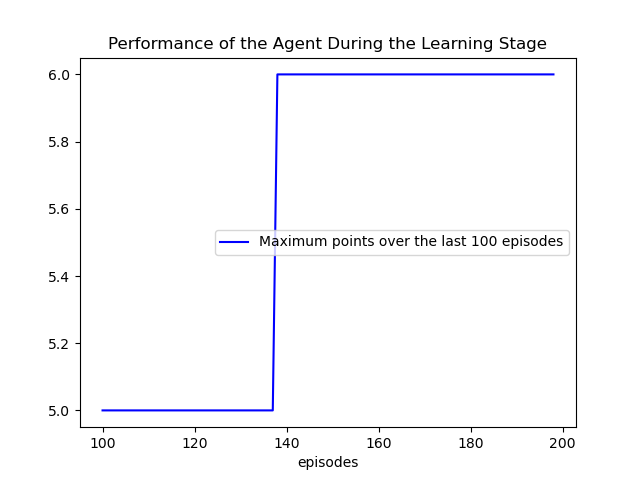 Performance of the Agent During the Learning Stage
6.0
5.8
5.6
Maximum points over the last 100 episodes
5.4
5.2
5.0
100 120 140 160 180 200
episodes